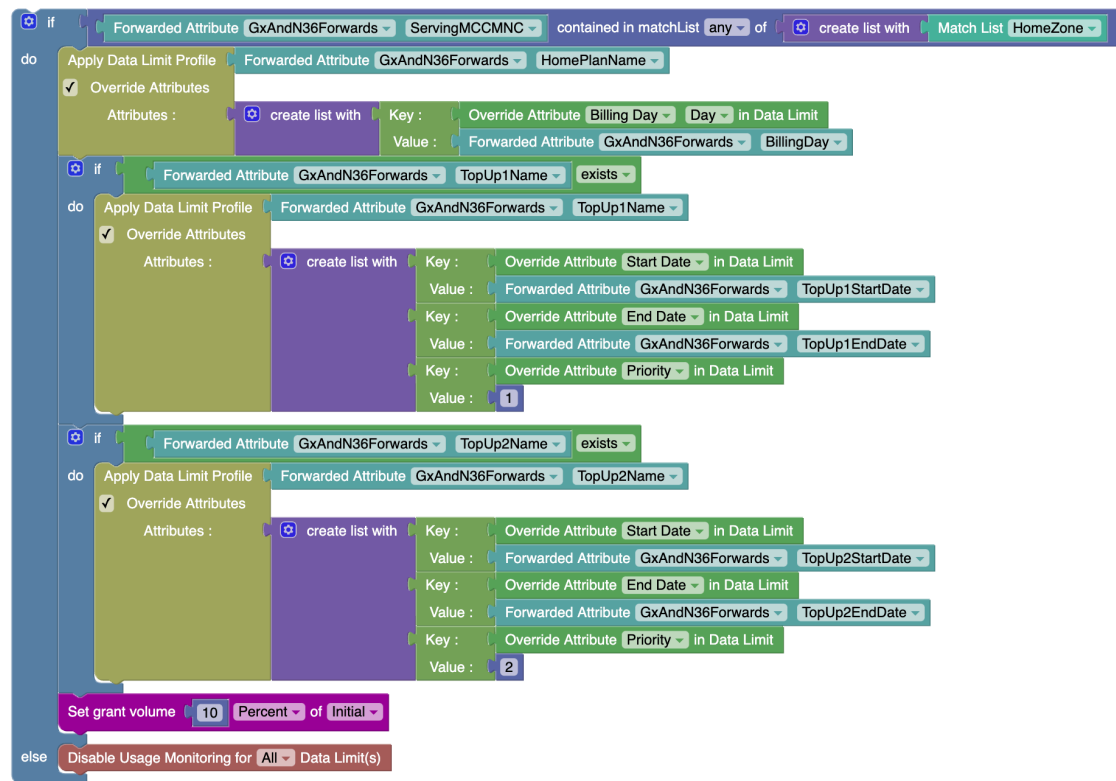 if Forwarded Attribute GxAndN36Forwards ServingMCCMNC contained in matchList any of create list with Match List HomeZone
do Apply Data Limit Profile Forwarded Attribute GxAndN36Forwards HomePlanName
✓ Override Attributes
Attributes : create list with Key : Override Attribute Billing Day Day in Data Limit
Value : Forwarded Attribute GxAndN36Forwards BillingDay
if Forwarded Attribute GxAndN36Forwards TopUp1Name exists
do Apply Data Limit Profile Forwarded Attribute GxAndN36Forwards TopUp1Name
✓ Override Attributes
Attributes : create list with Key : Override Attribute Start Date in Data Limit
Value : Forwarded Attribute GxAndN36Forwards TopUp1StartDate
Key : Override Attribute End Date in Data Limit
Value : Forwarded Attribute GxAndN36Forwards TopUp1EndDate
Key : Override Attribute Priority in Data Limit
Value : 1
if Forwarded Attribute GxAndN36Forwards TopUp2Name exists
do Apply Data Limit Profile Forwarded Attribute GxAndN36Forwards TopUp2Name
✓ Override Attributes
Attributes : create list with Key : Override Attribute Start Date in Data Limit
Value : Forwarded Attribute GxAndN36Forwards TopUp2StartDate
Key : Override Attribute End Date in Data Limit
Value : Forwarded Attribute GxAndN36Forwards TopUp2EndDate
Key : Override Attribute Priority in Data Limit
Value : 2
Set grant volume 10 Percent of Initial
else Disable Usage Monitoring for All Data Limit(s)